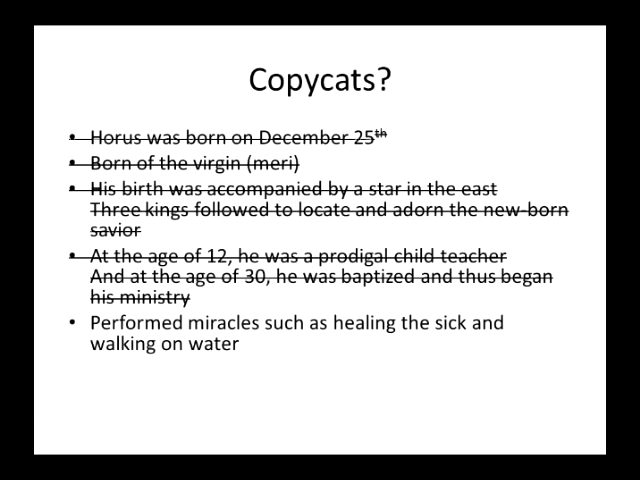 Copycats?
• Horus was born on December 25th
• Born of the virgin (meri)
• His birth was accompanied by a star in the east
Three kings followed to locate and adorn the new-born
savior
• At the age of 12, he was a prodigal child teacher
And at the age of 30, he was baptized and thus began
his ministry
• Performed miracles such as healing the sick and
walking on water